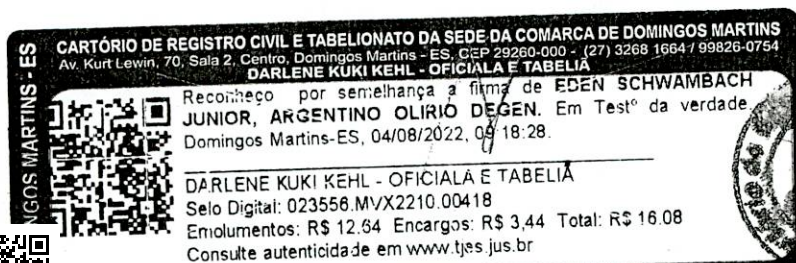 CARTÓRIO DE REGISTRO CIVIL E TABELIONATO DA SEDE DA COMARCA DE DOMINGOS MARTINS
Av. Kurt Lewin, 70, Sala 2, Centro, Domingos Martins - ES, CEP 29260-000 - (27) 3268 1664 / 99826-0754
DARLENE KUKI KEHL - OFICIALA E TABELIÃ
NGOS MARTINS - ES
Reconheço por semelhança a firma de EDEN SCHWAMBACH
JUNIOR, ARGENTINO OLIRIO DEGEN. Em Testº da verdade.
Domingos Martins-ES, 04/08/2022, 09:18:28.
DARLENE KUKI KEHL - OFICIALA E TABELIÃ
Selo Digital: 023556.MVX2210.00418
Emolumentos: R$ 12.64 Encargos: R$ 3,44 Total: R$ 16.08
Consulte autenticidade em www.tjes.jus.br